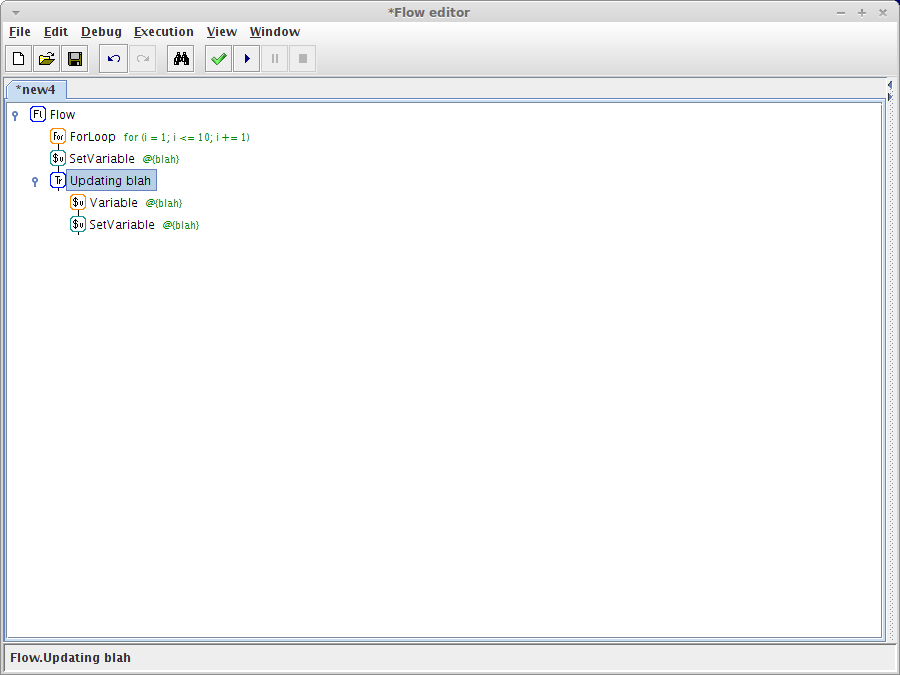 *Flow editor
File Edit Debug Execution View Window
*new4
Fl Flow
For ForLoop for (i = 1; i <= 10; i += 1)
$v SetVariable @{blah}
Tr Updating blah
$v Variable @{blah}
$v SetVariable @{blah}
Flow.Updating blah